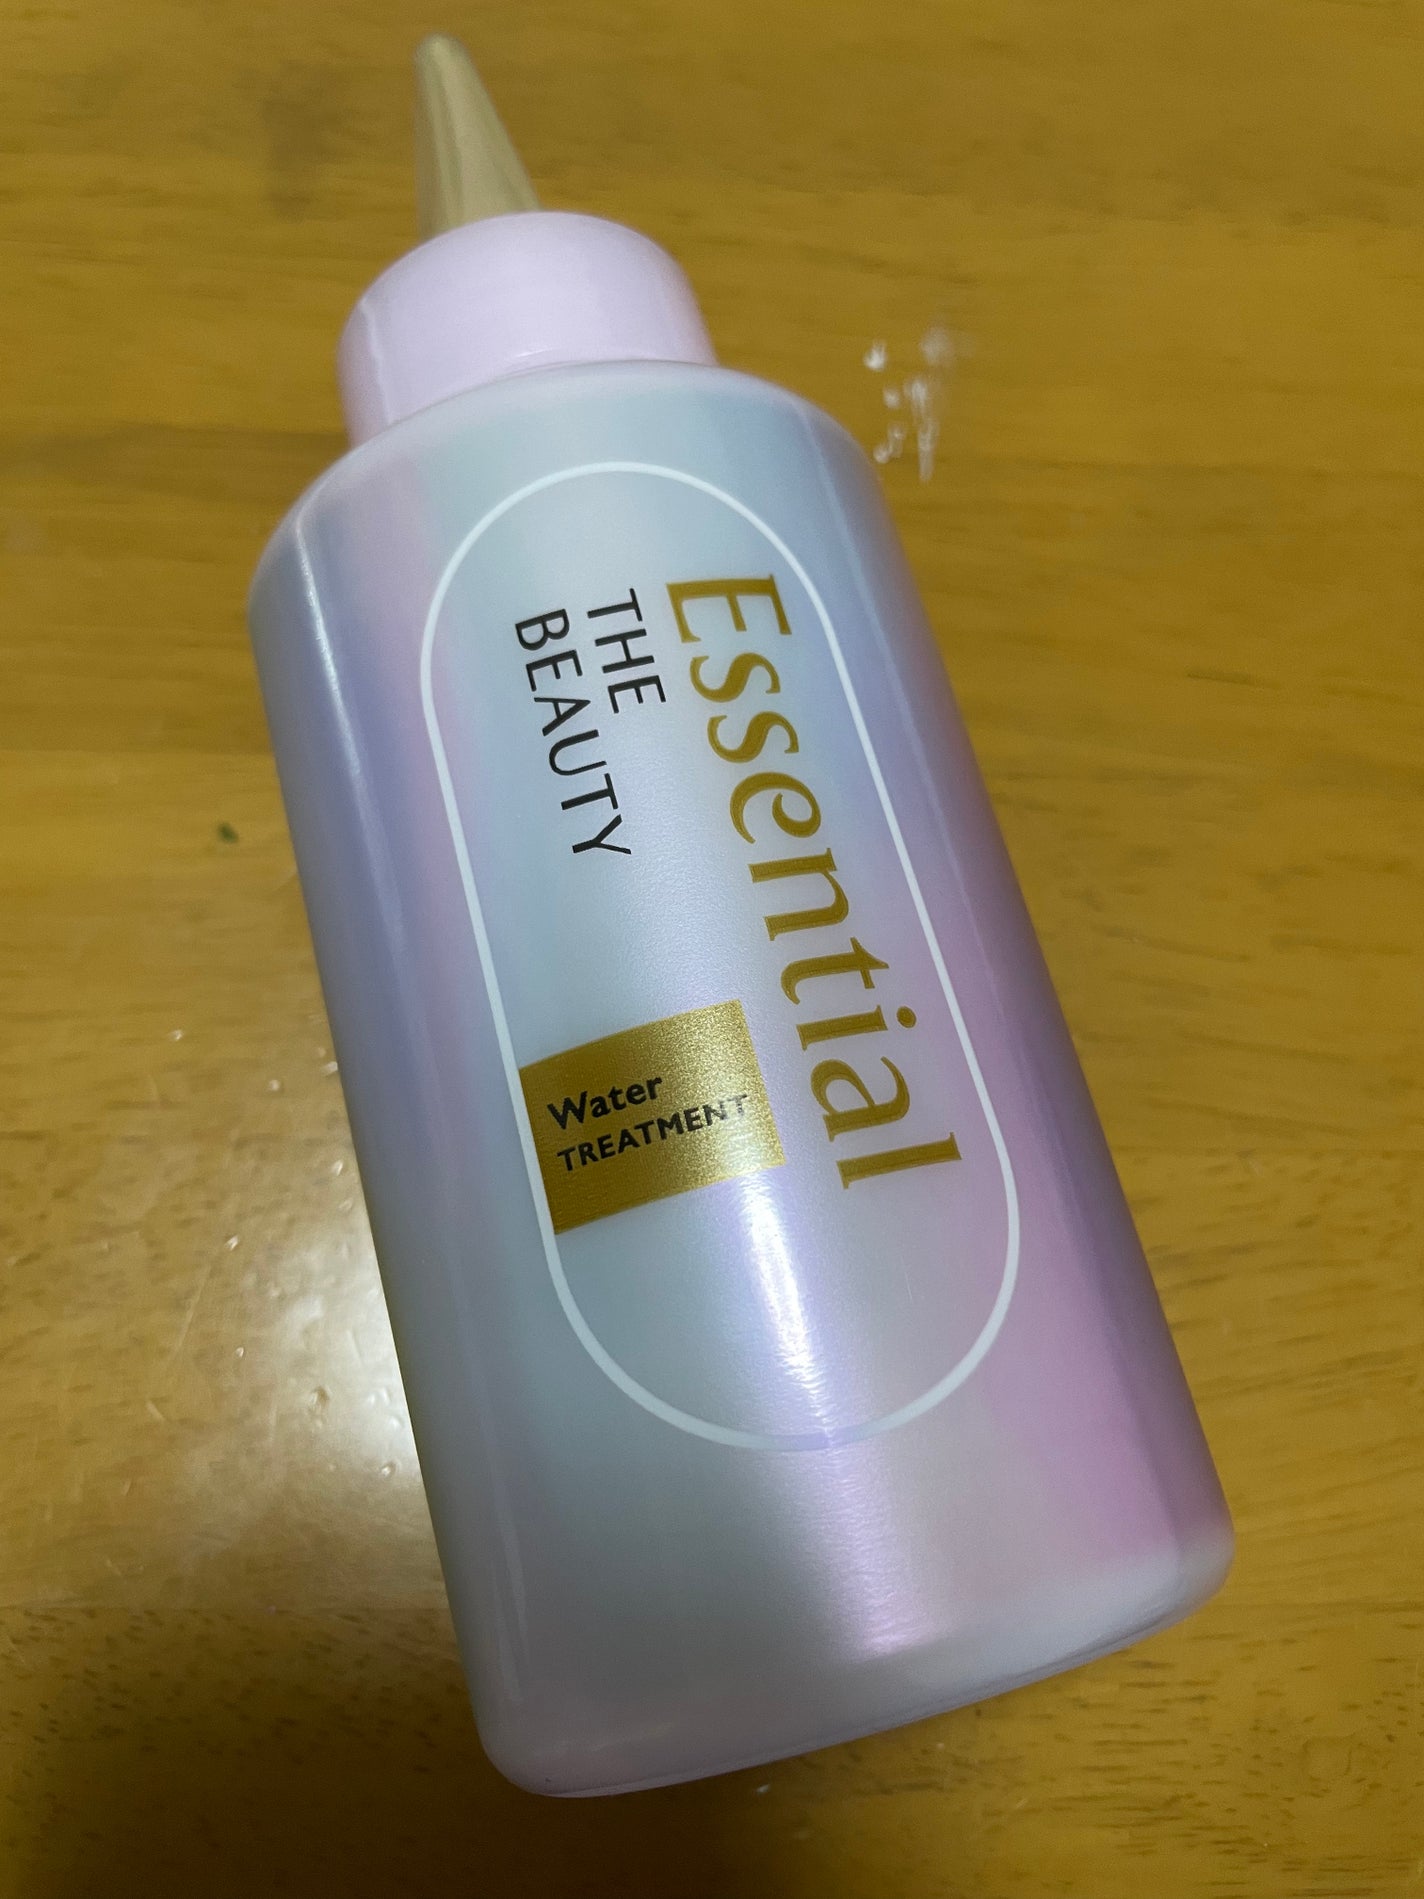 Essential
THE
BEAUTY
Water
TREATMENT